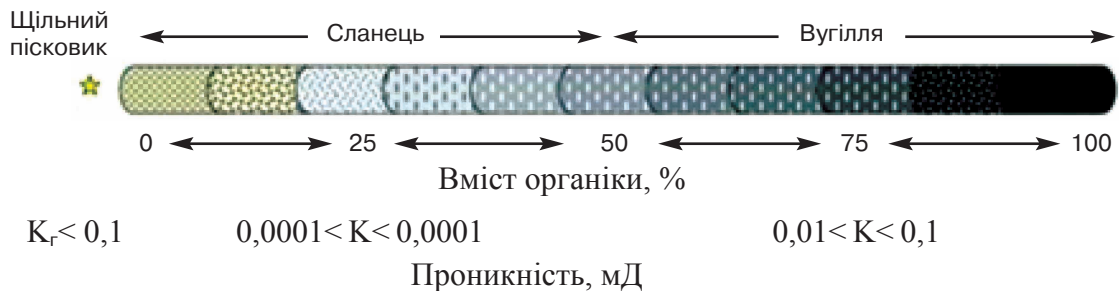 Щільний
пісковик
Сланець
Вугілля
0 25 50 75 100
Вміст органіки, %
Kг< 0,1 0,0001< K< 0,0001 0,01< K< 0,1
Проникність, мД